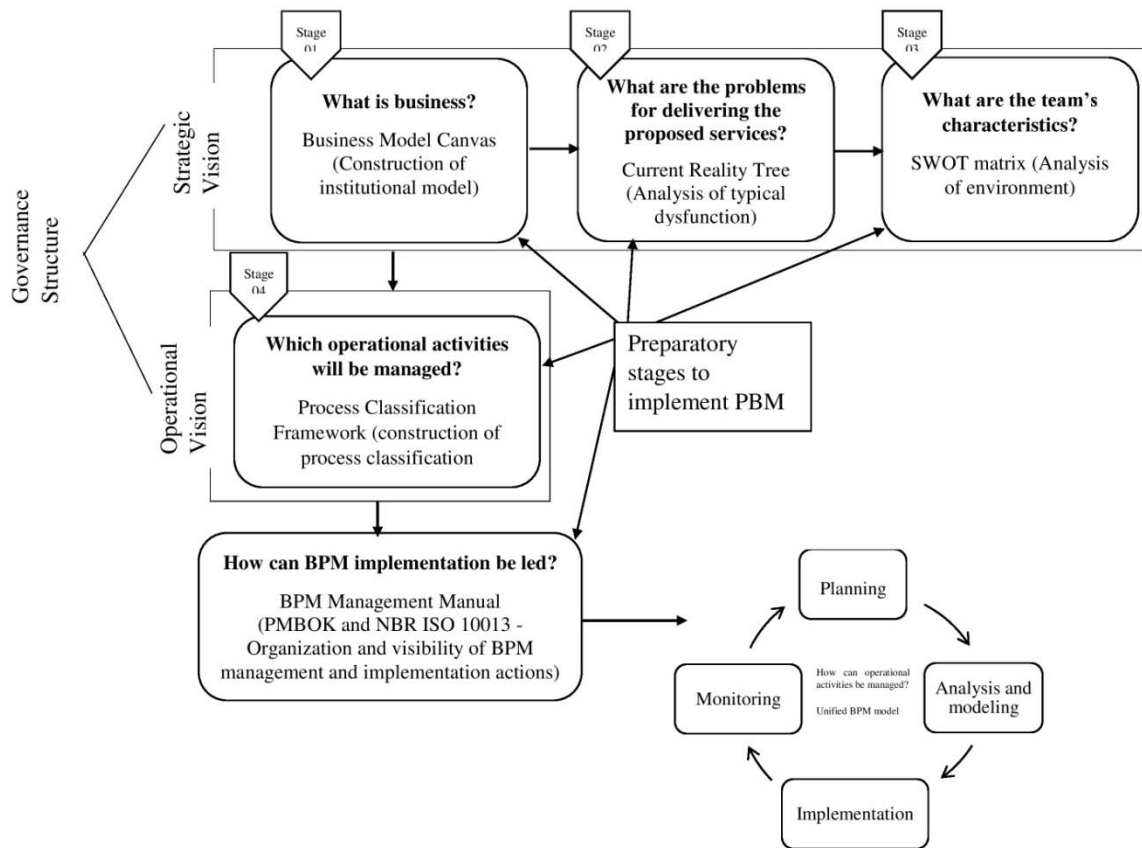 Stage
01
Stage
02
Stage
03
Governance
Structure
Strategic
Vision
What is business?
Business Model Canvas
(Construction of
institutional model)
What are the problems
for delivering the
proposed services?
Current Reality Tree
(Analysis of typical
dysfunction)
What are the team's
characteristics?
SWOT matrix (Analysis
of environment)
Operational
Vision
Stage
04
Which operational activities
will be managed?
Process Classification
Framework (construction of
process classification
Preparatory
stages to
implement PBM
How can BPM implementation be led?
BPM Management Manual
(PMBOK and NBR ISO 10013 -
Organization and visibility of BPM
management and implementation actions)
Planning
Monitoring
How can operational
activities be managed?
Unified BPM model
Analysis and
modeling
Implementation